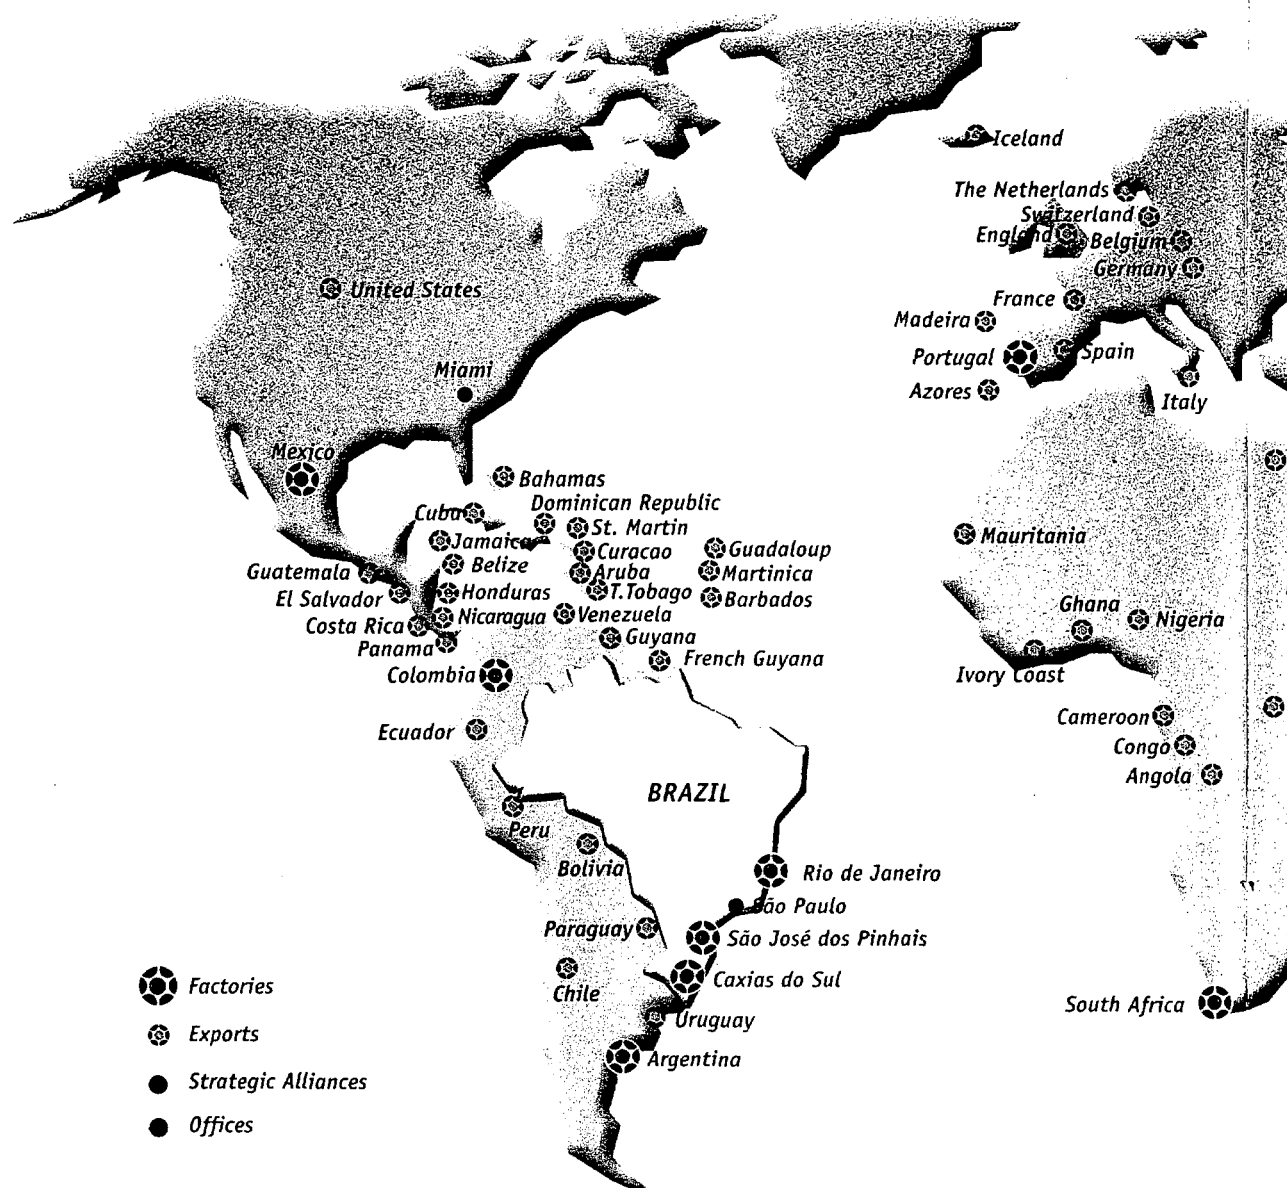 Iceland
The Netherlands
Switzerland
England
Belgium
Germany
United States
France
Madeira
Portugal
Spain
Miami
Azores
Italy
Mexico
Bahamas
Dominican Republic
Cuba
St. Martin
Mauritania
Jamaica
Curacao
Guadaloup
Belize
Guatemala
Aruba
Martinica
El Salvador
Honduras
T.Tobago
Barbados
Ghana
Costa Rica
Nicaragua
Venezuela
Nigeria
Panama
Guyana
French Guyana
Colombia
Ivory Coast
Ecuador
Cameroon
Congo
Angola
BRAZIL
Peru
Bolivia
Rio de Janeiro
São Paulo
Paraguay
São José dos Pinhais
Chile
Caxias do Sul
Factories
South Africa
Uruguay
Exports
Argentina
Strategic Alliances
Offices